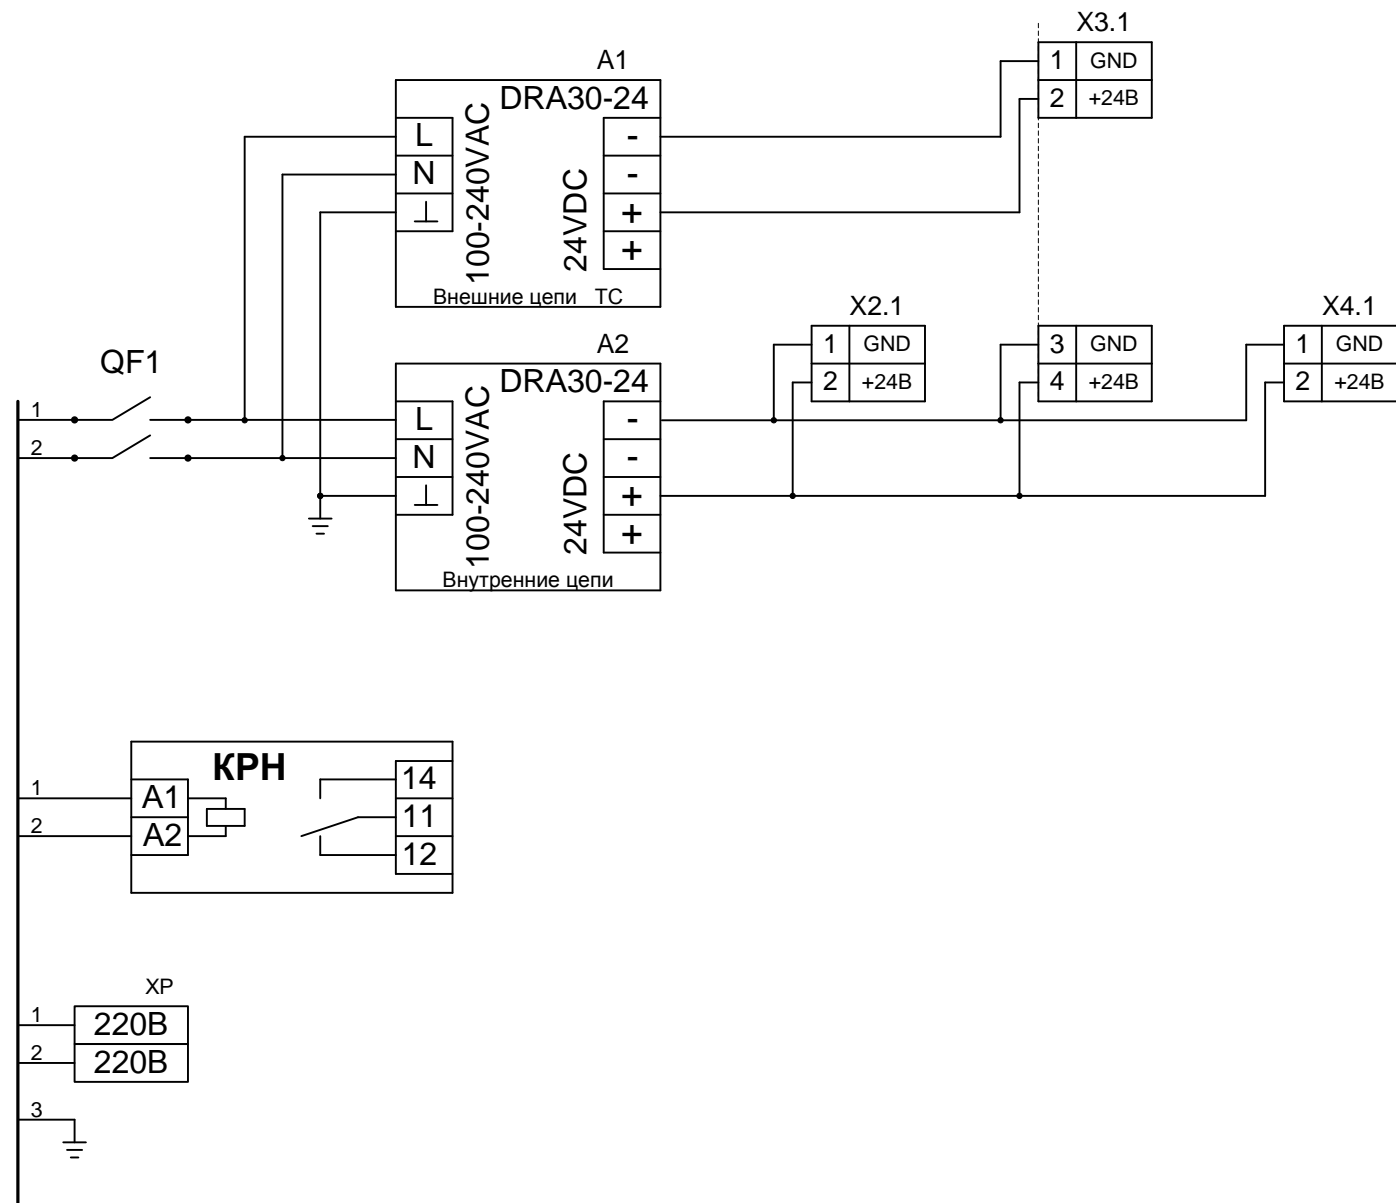 X3.1
1 GND
2 +24В
A1
DRA30-24
L
N
⊥
100-240VAC
24VDC
-
-
+
+
Внешние цепи ТС
QF1
1
2
A2
DRA30-24
L
N
⊥
100-240VAC
24VDC
-
-
+
+
Внутренние цепи
X2.1
1 GND
2 +24В
3 GND
4 +24В
X4.1
1 GND
2 +24В
КРН
1
2
A1
A2
14
11
12
XP
1
220В
2
220В
3